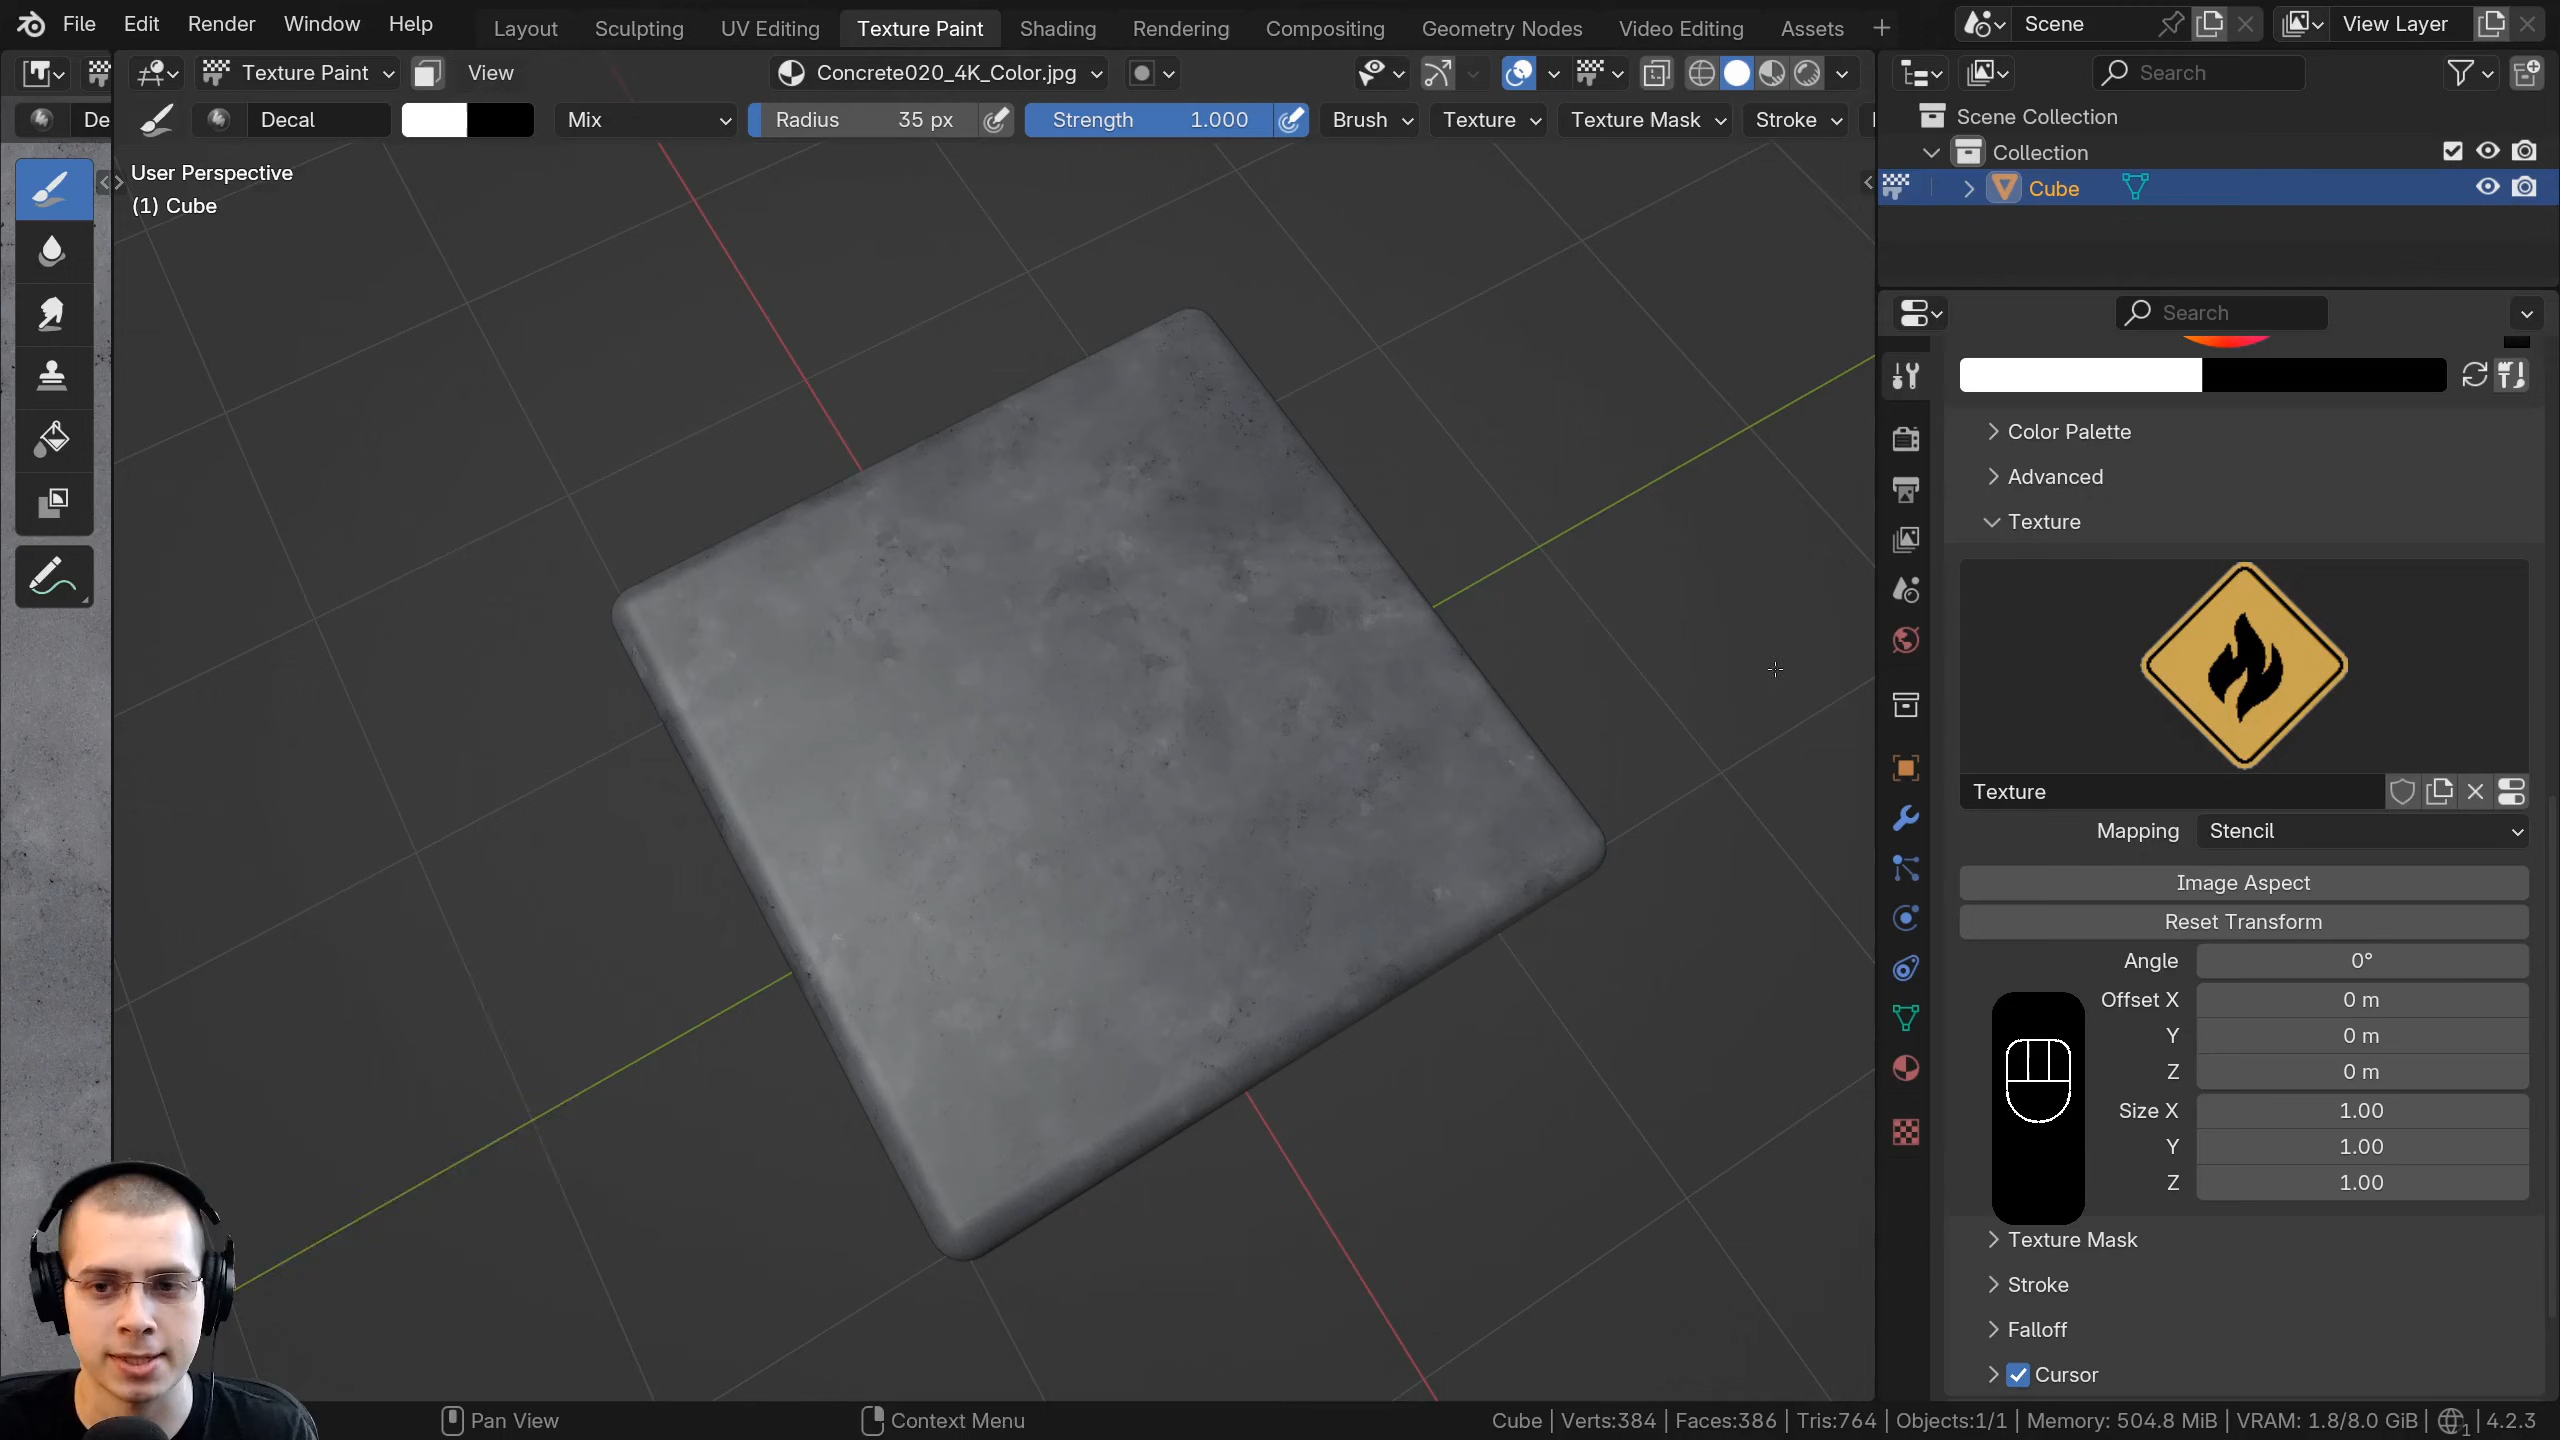 File Edit Render Window Help Layout Sculpting UV Editing Texture Paint Shading Rendering Compositing Geometry Nodes Video Editing Assets + Scene View Layer
Texture Paint View Concrete020_4K_Color.jpg Search
De Decal Mix Radius 35 px Strength 1.000 Brush Texture Texture Mask Stroke
Scene Collection
Collection
Cube
User Perspective
(1) Cube
Search
Color Palette
Advanced
Texture
Texture
Mapping Stencil
Image Aspect
Reset Transform
Angle 0°
Offset X 0 m
Y 0 m
Z 0 m
Size X 1.00
Y 1.00
Z 1.00
Texture Mask
Stroke
Falloff
Cursor
Pan View Context Menu Cube | Verts:384 | Faces:386 | Tris:764 | Objects:1/1 | Memory: 504.8 MiB | VRAM: 1.8/8.0 GiB | 1 | 4.2.3